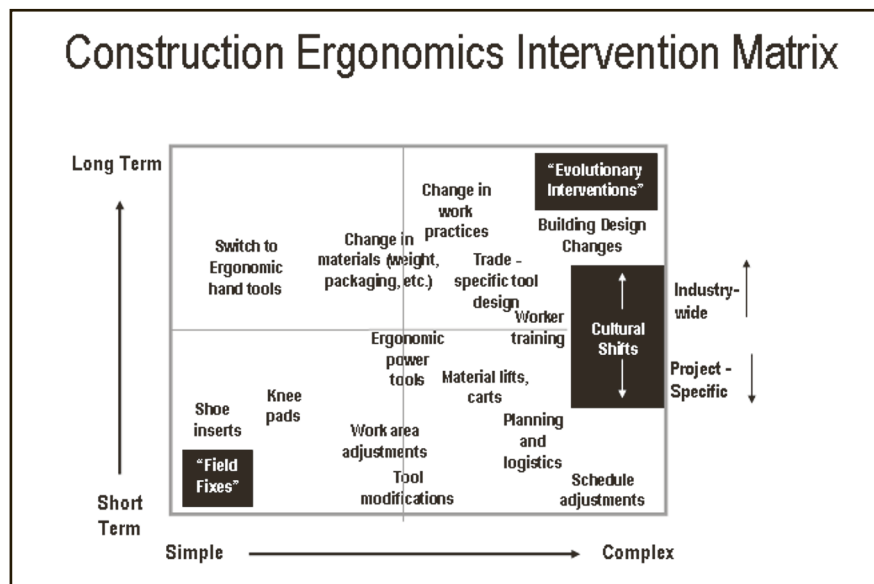 Construction Ergonomics Intervention Matrix
Long Term
"Evolutionary
Interventions"
Change in
work
practices
Building Design
Changes
Switch to
Ergonomic
hand tools
Change in
materials (weight,
packaging, etc.)
Trade -
specific tool
design
Industry-
wide
Worker
training
Cultural
Shifts
Ergonomic
power
tools
Project -
Specific
Material lifts,
carts
Knee
pads
Shoe
inserts
Work area
adjustments
Planning
and
logistics
"Field
Fixes"
Tool
modifications
Schedule
adjustments
Short
Term
Simple
Complex